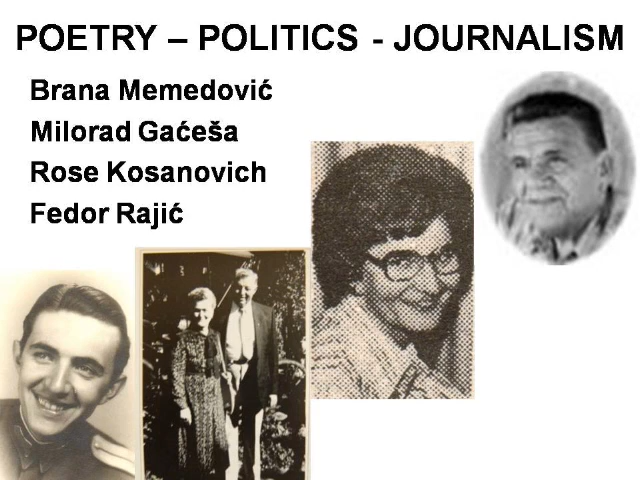 POETRY – POLITICS - JOURNALISM
Brana Memedović
Milorad Gaćeša
Rose Kosanovich
Fedor Rajić